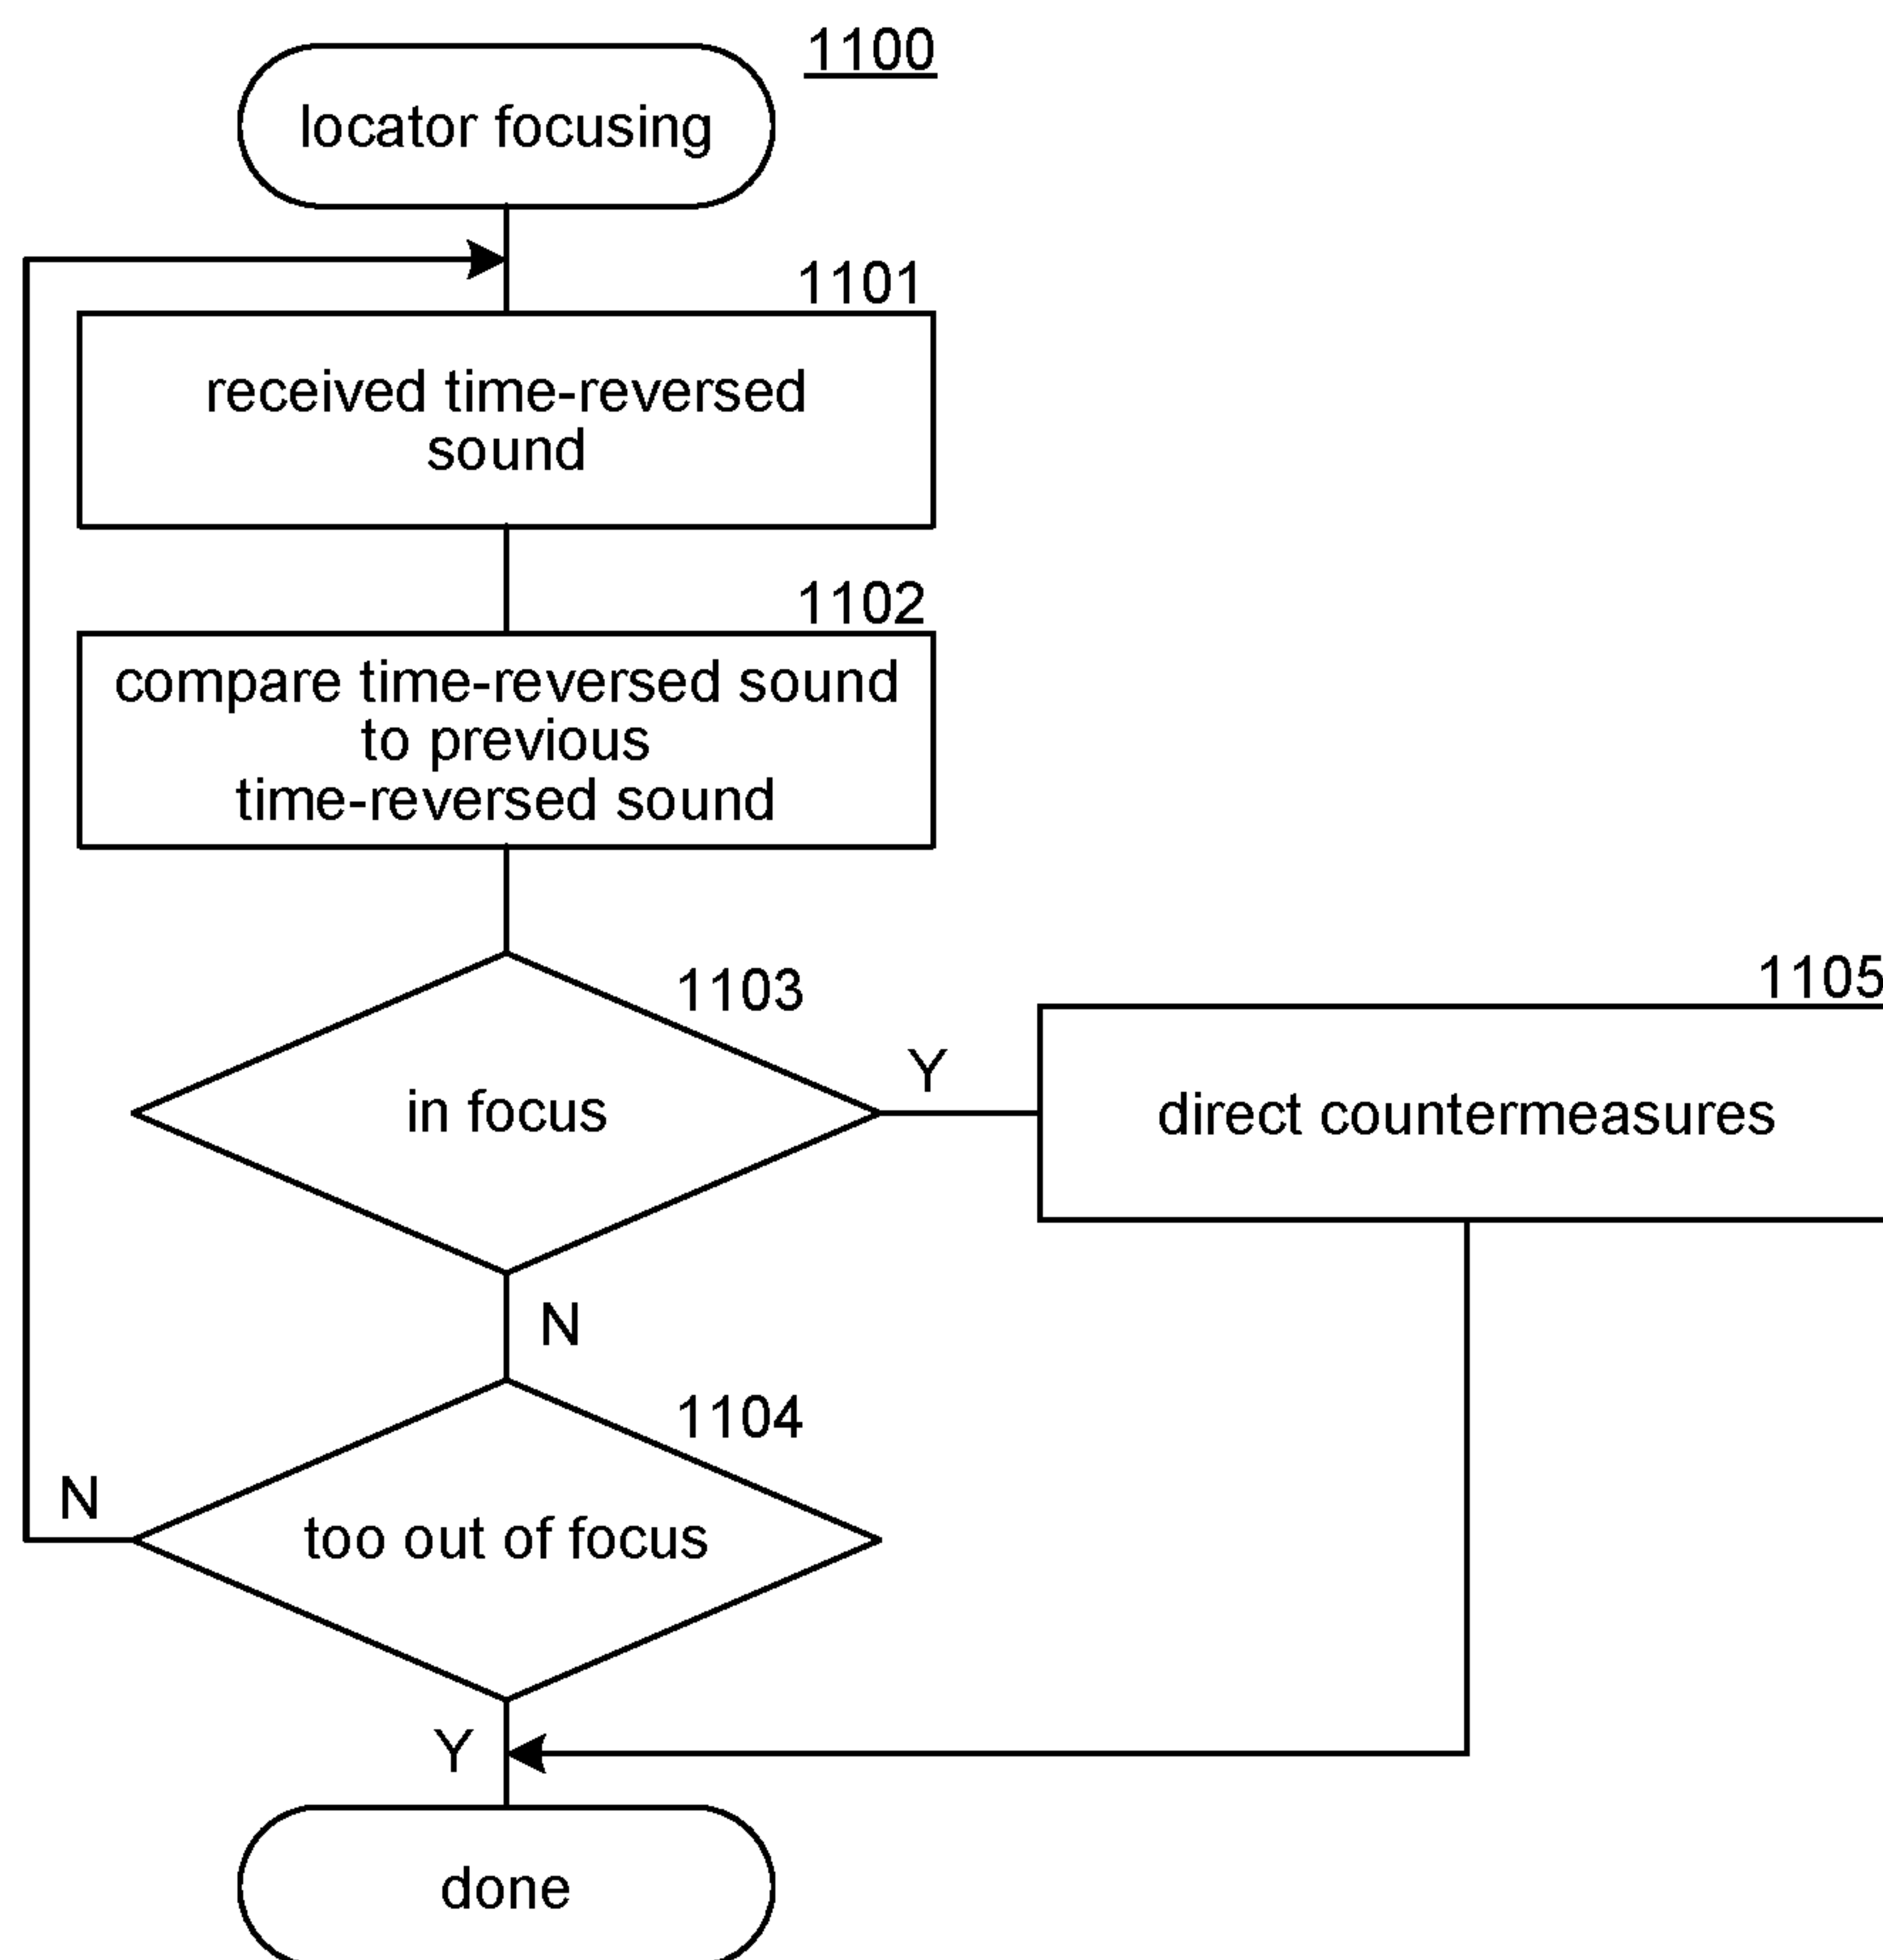 1100
locator focusing
1101
received time-reversed
sound
1102
compare time-reversed sound
to previous
time-reversed sound
1103
in focus
Y
1105
direct countermeasures
N
1104
too out of focus
N
Y
done